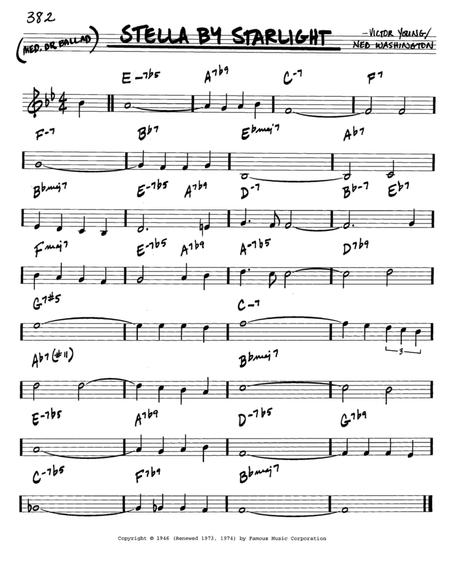 382
(MED. OR BALLAD) STELLA BY STARLIGHT -VICTOR YOUNG/
NED WASHINGTON
E-7b5 A7b9 C-7 F7
4
4
F-7 Bb7 Ebmaj7 Ab7
Bbmaj7 E-7b5 A7b9 D-7 Bb-7 Eb7
Fmaj7 E-7b5 A7b9 A-7b5 D7b9
G7#5 C-7
3
Ab7(#11) Bbmaj7
E-7b5 A7b9 D-7b5 G7b9
C-7b5 F7b9 Bbmaj7
Copyright © 1946 (Renewed 1973, 1974) by Famous Music Corporation